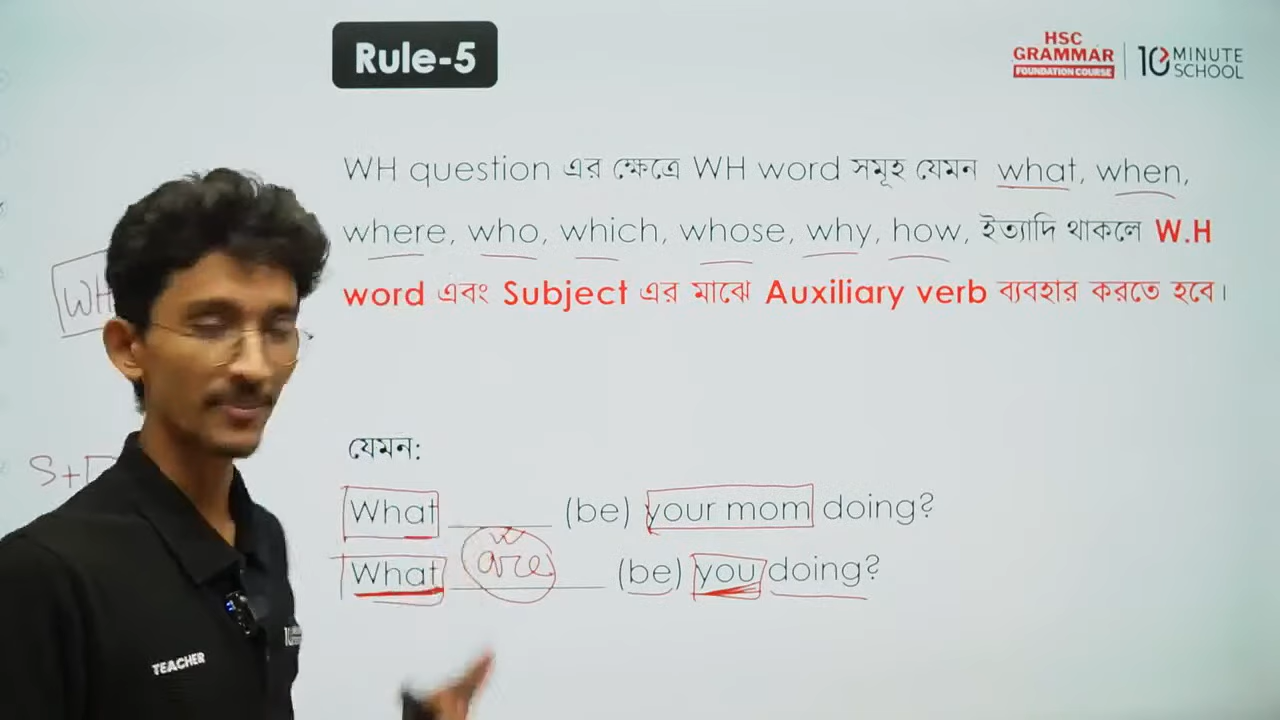 Rule-5
HSC
GRAMMAR
FOUNDATION COURSE
10 MINUTE
SCHOOL
WH question এর ক্ষেত্রে WH word সমূহ যেমন what, when,
where, who, which, whose, why, how, ইত্যাদি থাকলে W.H
word এবং Subject এর মাঝে Auxiliary verb ব্যবহার করতে হবে।
WH
যেমন:
S+
What ______ (be) your mom doing?
What are (be) you doing?
TEACHER